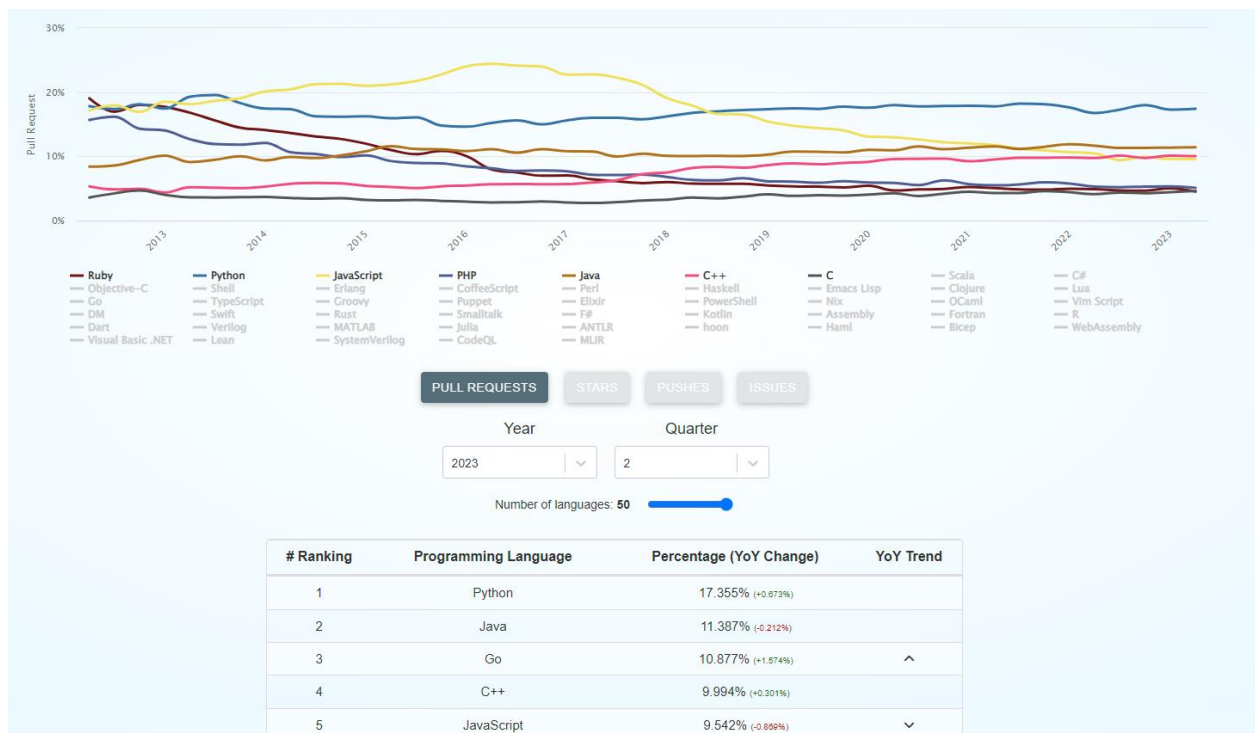 30%
20%
10%
0%
Pull Request
2013 2014 2015 2016 2017 2018 2019 2020 2021 2022 2023
Ruby Python JavaScript PHP Java C++ C Scala C#
Objective-C Shell Erlang CoffeeScript Perl Haskell Emacs Lisp Clojure Lua
Go TypeScript Groovy Puppet Elixir PowerShell Nix OCaml Vim Script
DM Swift Rust Smalltalk F# Kotlin Assembly Fortran R
Dart Verilog MATLAB Julia ANTLR hoon Haml Bicep WebAssembly
Visual Basic .NET Lean SystemVerilog CodeQL MLIR
PULL REQUESTS STARS PUSHES ISSUES
Year Quarter
2023 2
Number of languages: 50
# Ranking Programming Language Percentage (YoY Change) YoY Trend
1 Python 17.355% (+0.673%)
2 Java 11.387% (-0.212%)
3 Go 10.877% (+1.574%)
4 C++ 9.994% (+0.301%)
5 JavaScript 9.542% (-0.869%)